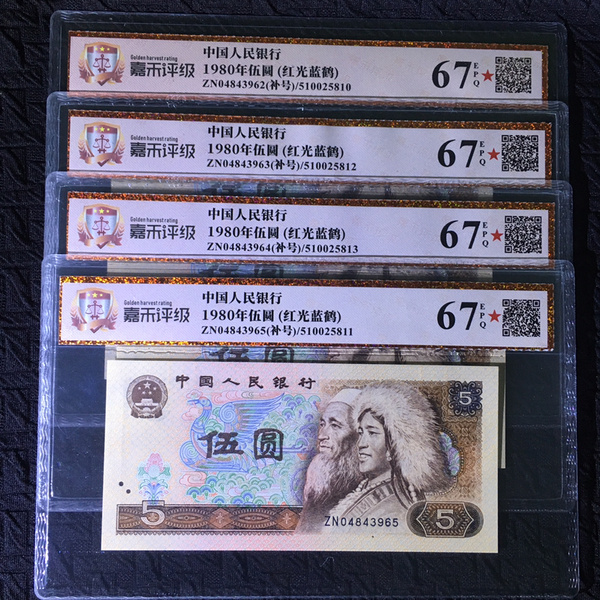 Golden harvest rating
嘉禾评级
中国人民银行
1980年伍圆 (红光蓝鹤)
ZN04843962(补号)/510025810
67 EPQ
Golden harvest rating
嘉禾评级
中国人民银行
1980年伍圆 (红光蓝鹤)
ZN04843963(补号)/510025812
67 EPQ
Golden harvest rating
嘉禾评级
中国人民银行
1980年伍圆 (红光蓝鹤)
ZN04843964(补号)/510025813
67 EPQ
Golden harvest rating
嘉禾评级
中国人民银行
1980年伍圆 (红光蓝鹤)
ZN04843965(补号)/510025811
67 EPQ
伍圆
中国人民银行
5
伍圆
5
ZN04843965
5